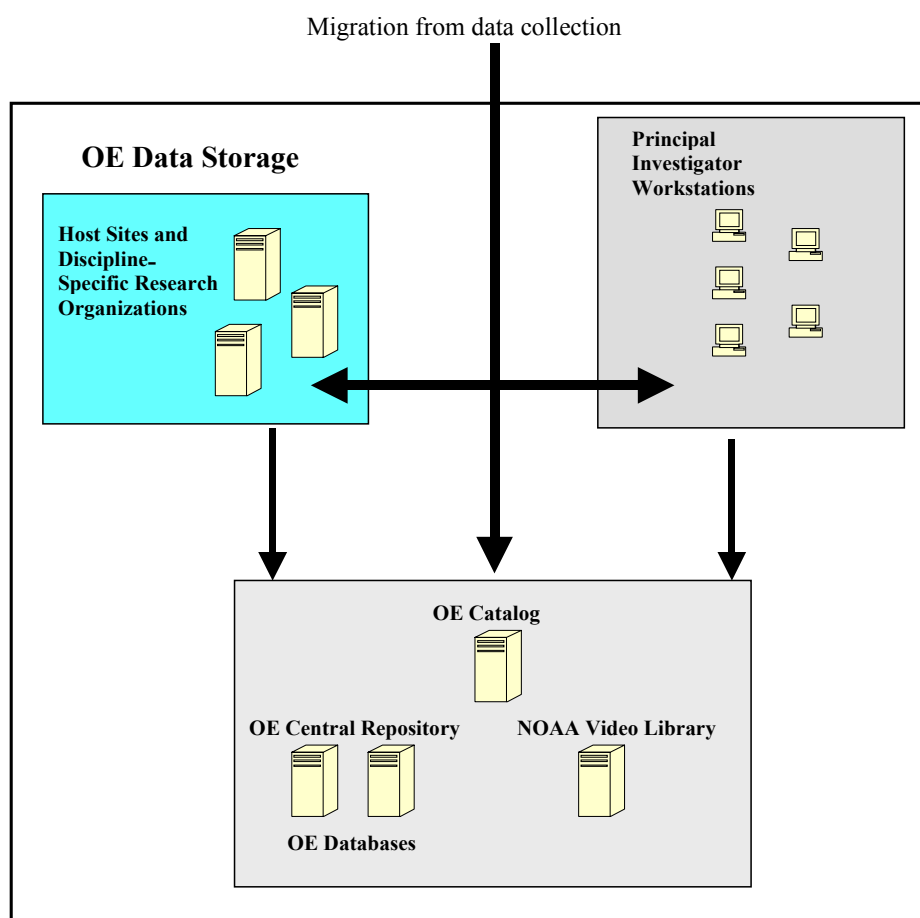 Migration from data collection
OE Data Storage
Host Sites and
Discipline-
Specific Research
Organizations
Principal
Investigator
Workstations
OE Catalog
OE Central Repository
NOAA Video Library
OE Databases